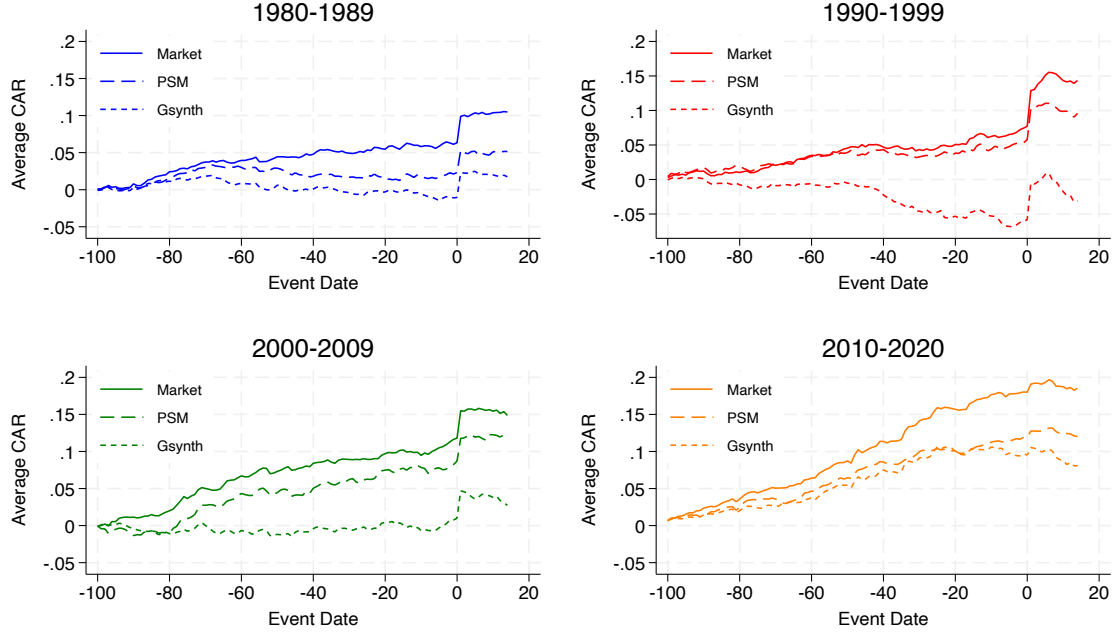 1980-1989
Average CAR
.2
.15
.1
.05
0
-.05
Market
PSM
Gsynth
-100 -80 -60 -40 -20 0 20
Event Date
1990-1999
Average CAR
.2
.15
.1
.05
0
-.05
Market
PSM
Gsynth
-100 -80 -60 -40 -20 0 20
Event Date
2000-2009
Average CAR
.2
.15
.1
.05
0
-.05
Market
PSM
Gsynth
-100 -80 -60 -40 -20 0 20
Event Date
2010-2020
Average CAR
.2
.15
.1
.05
0
-.05
Market
PSM
Gsynth
-100 -80 -60 -40 -20 0 20
Event Date